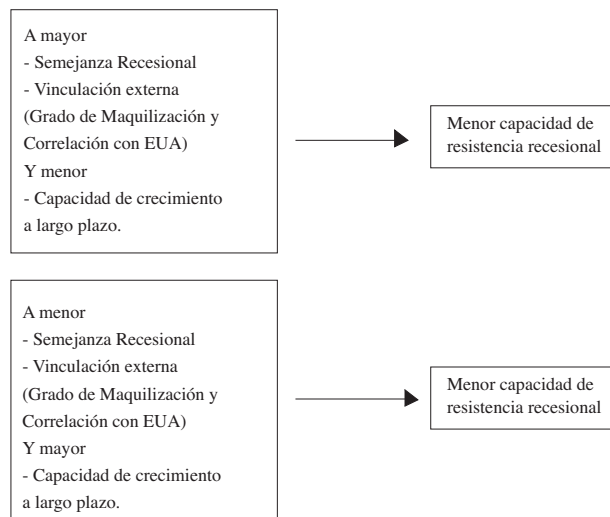 A mayor
- Semejanza Recesional
- Vinculación externa
(Grado de Maquilización y
Correlación con EUA)
Y menor
- Capacidad de crecimiento
a largo plazo.
Menor capacidad de
resistencia recesional
A menor
- Semejanza Recesional
- Vinculación externa
(Grado de Maquilización y
Correlación con EUA)
Y mayor
- Capacidad de crecimiento
a largo plazo.
Menor capacidad de
resistencia recesional